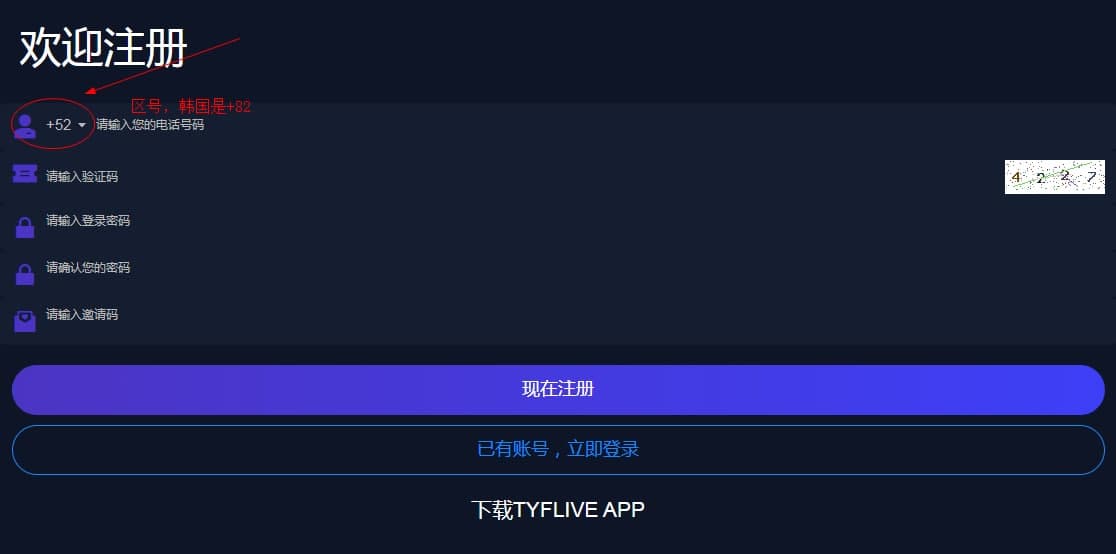 欢迎注册
区号，韩国是+82
+52 请输入您的电话号码
请输入验证码
4 2 2 7
请输入登录密码
请确认您的密码
请输入邀请码
现在注册
已有账号，立即登录
下载TYFLIVE APP